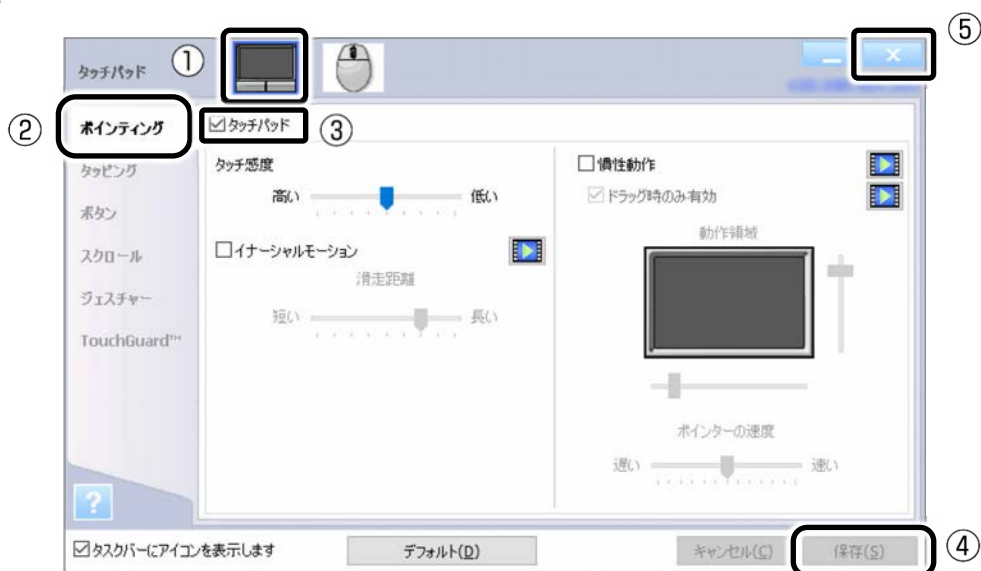 ⑤
タッチパッド ①
② ポインティング ☑タッチパッド ③
タッピング
ボタン
スクロール
ジェスチャー
TouchGuard™
タッチ感度
高い 低い
□イナーシャルモーション
滑走距離
短い 長い
□慣性動作
☑ドラッグ時のみ有効
動作領域
ポインターの速度
遅い 速い
?
☑タスクバーにアイコンを表示します デフォルト(D) キャンセル(C) 保存(S) ④